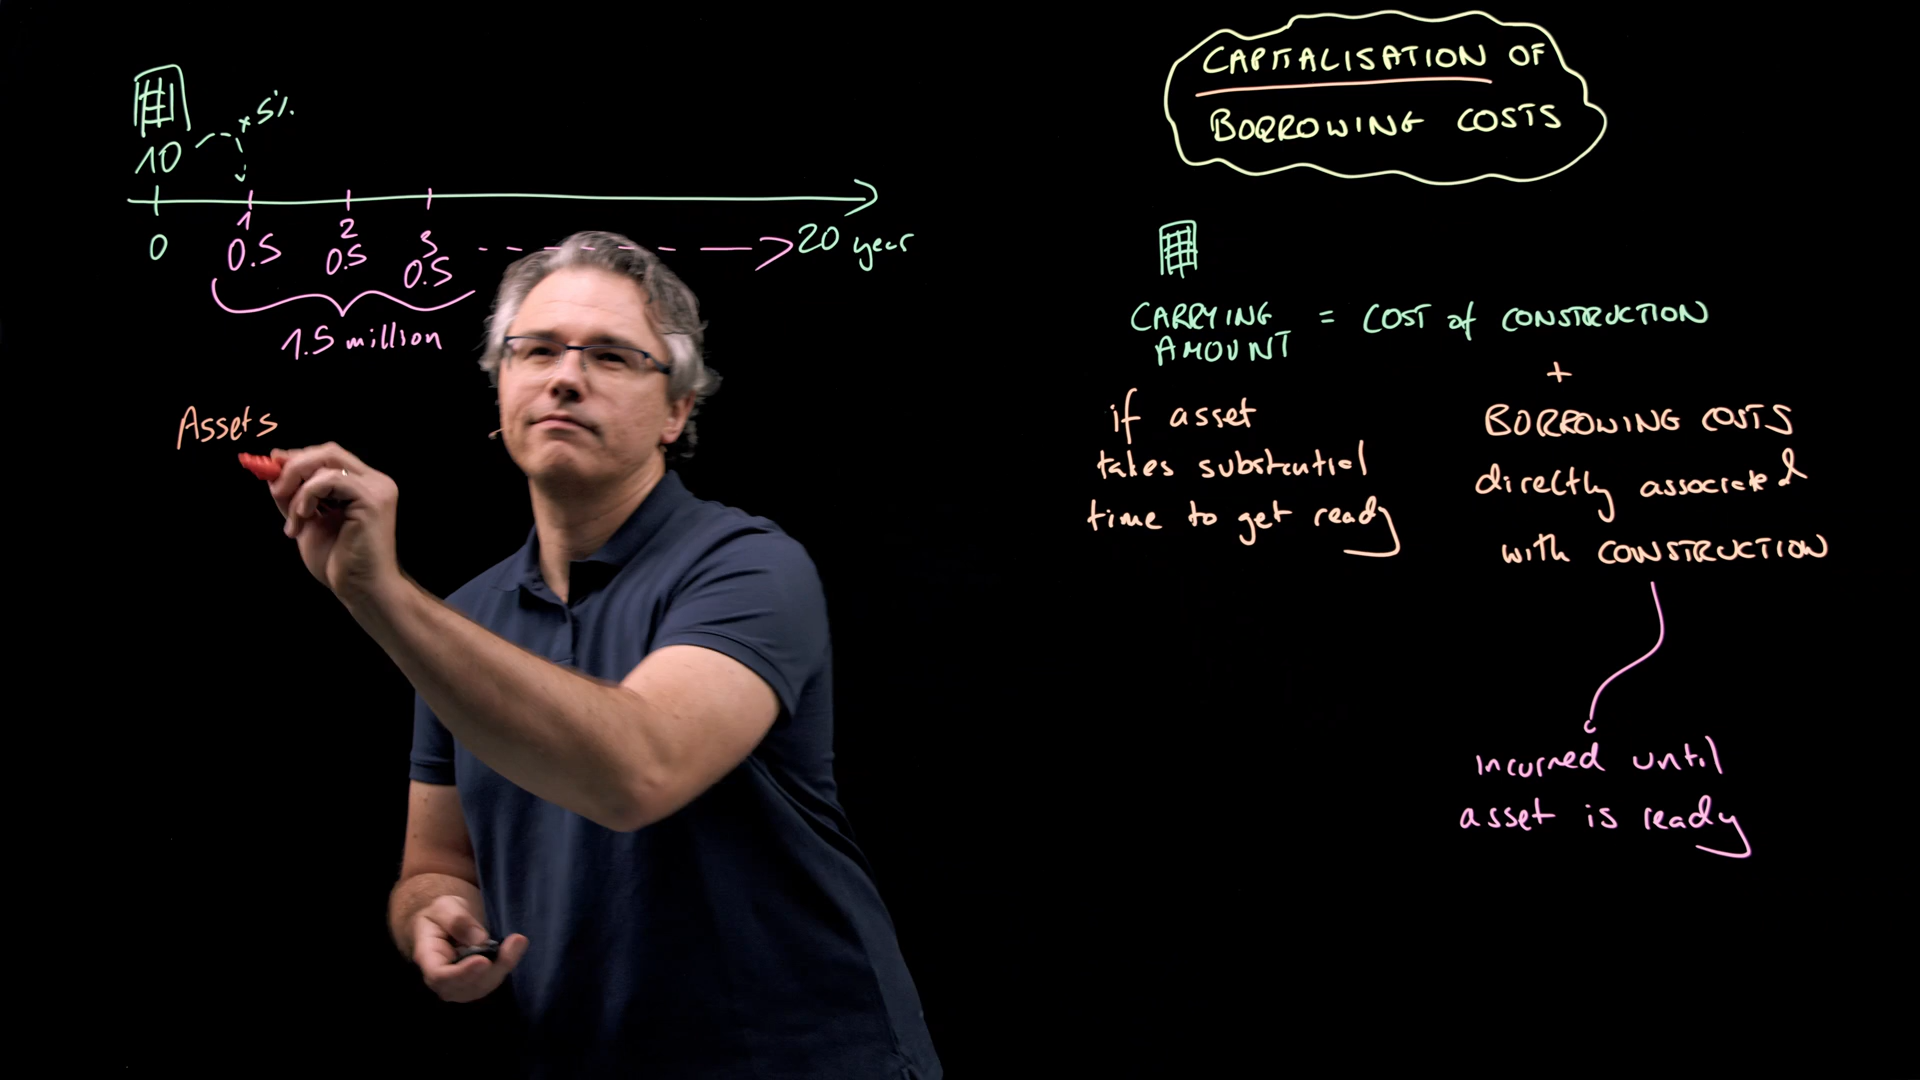 10
× 5%
0
1
2
3
0.5
0.5
0.5
20 year
1.5 million
Assets
CAPITALISATION OF
BORROWING COSTS
CARRYING = COST of CONSTRUCTION
AMOUNT
+
if asset
takes substantial
time to get ready
BORROWING COSTS
directly associated
with CONSTRUCTION
incurred until
asset is ready